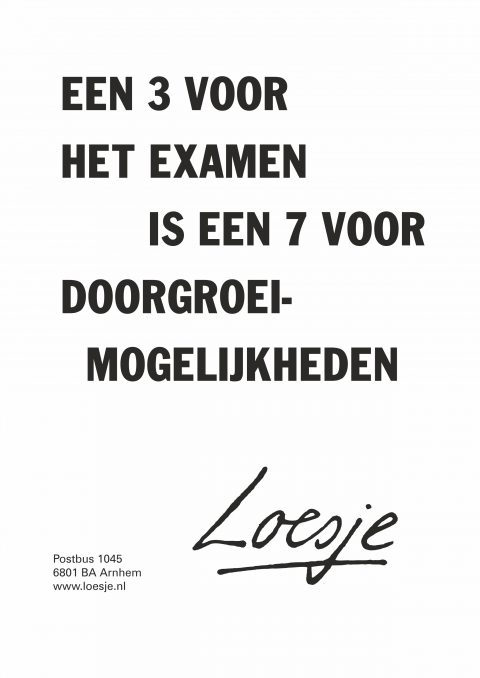 EEN 3 VOOR
HET EXAMEN
IS EEN 7 VOOR
DOORGROEI-
MOGELIJKHEDEN
Loesje
Postbus 1045
6801 BA Arnhem
www.loesje.nl